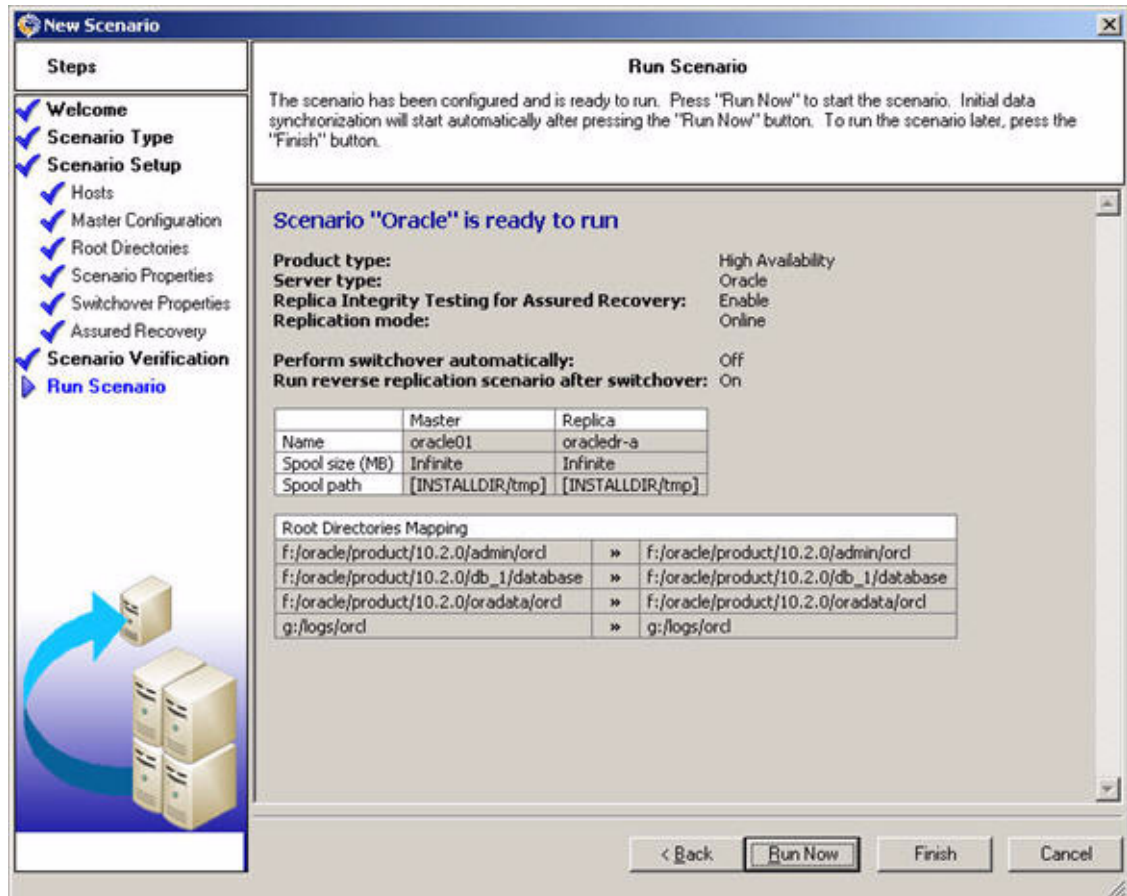 New Scenario
Steps
Welcome
Scenario Type
Scenario Setup
Hosts
Master Configuration
Root Directories
Scenario Properties
Switchover Properties
Assured Recovery
Scenario Verification
Run Scenario
Run Scenario
The scenario has been configured and is ready to run. Press "Run Now" to start the scenario. Initial data
synchronization will start automatically after pressing the "Run Now" button. To run the scenario later, press the
"Finish" button.
Scenario "Oracle" is ready to run
Product type: High Availability
Server type: Oracle
Replica Integrity Testing for Assured Recovery: Enable
Replication mode: Online
Perform switchover automatically: Off
Run reverse replication scenario after switchover: On
Master Replica
Name oracle01 oracledr-a
Spool size (MB) Infinite Infinite
Spool path [INSTALLDIR/tmp] [INSTALLDIR/tmp]
Root Directories Mapping
f:/oracle/product/10.2.0/admin/orcl » f:/oracle/product/10.2.0/admin/orcl
f:/oracle/product/10.2.0/db_1/database » f:/oracle/product/10.2.0/db_1/database
f:/oracle/product/10.2.0/oradata/orcl » f:/oracle/product/10.2.0/oradata/orcl
g:/logs/orcl » g:/logs/orcl
< Back Run Now Finish Cancel